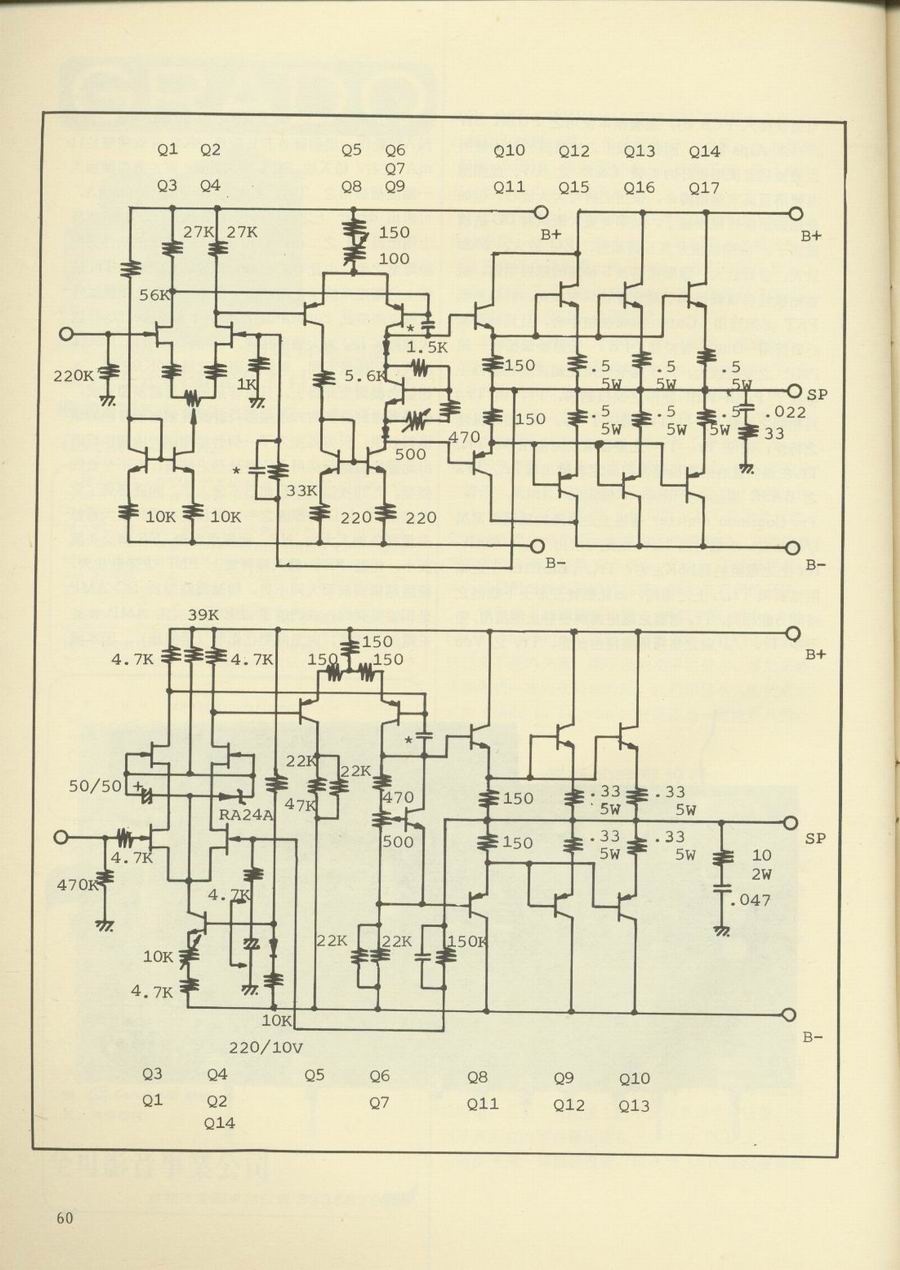 Q1 Q2 Q5 Q6 Q10 Q12 Q13 Q14
Q7
Q3 Q4 Q8 Q9 Q11 Q15 Q16 Q17
27K 27K 150 B+ B+
100
56K
* 1.5K
220K 1K 5.6K 150 .5 .5 .5
5W 5W 5W SP
470 150 .5 .5 .5 .022
500 5W 5W 5W 33
* 33K
10K 10K 220 220
B- B-
39K
4.7K 4.7K 150 B+
150 150
*
22K 22K
50/50 + 47K 470 150 .33 .33
RA24A 5W 5W
500 150 .33 .33 SP
4.7K 5W 5W 10
470K 4.7K 2W
.047
10K 22K 22K 150K
4.7K
10K B-
220/10V
Q3 Q4 Q5 Q6 Q8 Q9 Q10
Q1 Q2 Q7 Q11 Q12 Q13
Q14
60